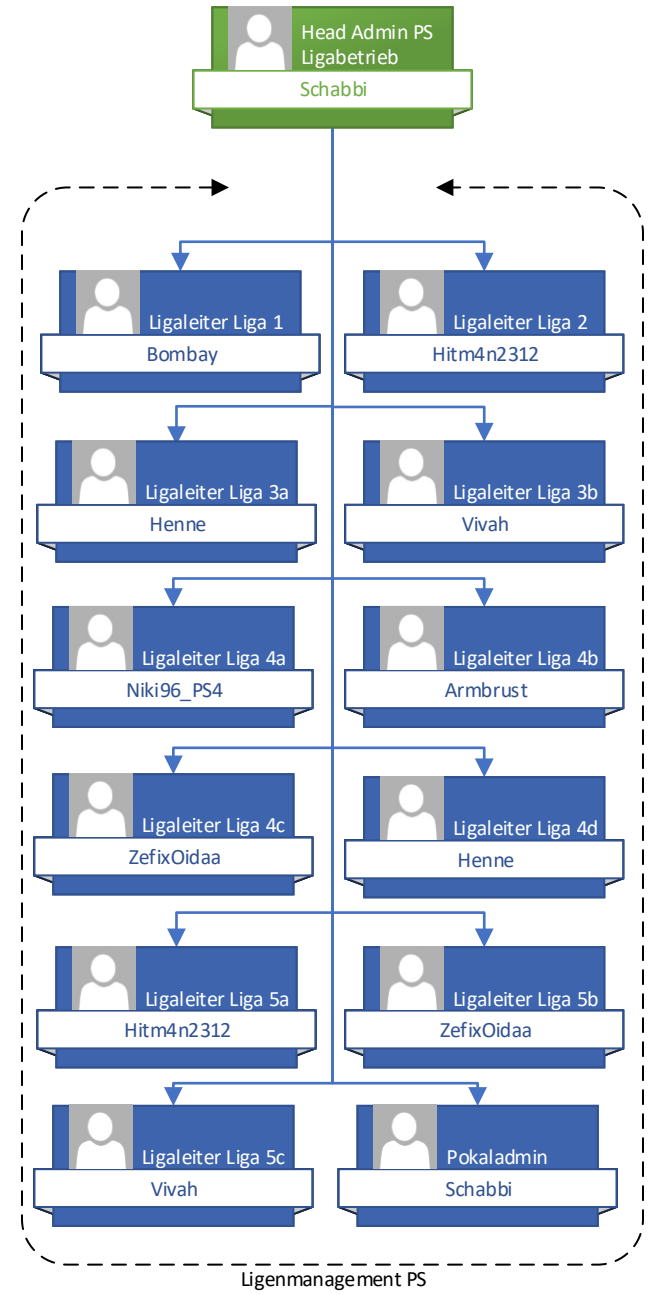 Head Admin PS
Ligabetrieb
Schabbi
Ligaleiter Liga 1
Bombay
Ligaleiter Liga 2
Hitm4n2312
Ligaleiter Liga 3a
Henne
Ligaleiter Liga 3b
Vivah
Ligaleiter Liga 4a
Niki96_PS4
Ligaleiter Liga 4b
Armbrust
Ligaleiter Liga 4c
ZefixOidaa
Ligaleiter Liga 4d
Henne
Ligaleiter Liga 5a
Hitm4n2312
Ligaleiter Liga 5b
ZefixOidaa
Ligaleiter Liga 5c
Vivah
Pokaladmin
Schabbi
Ligenmanagement PS